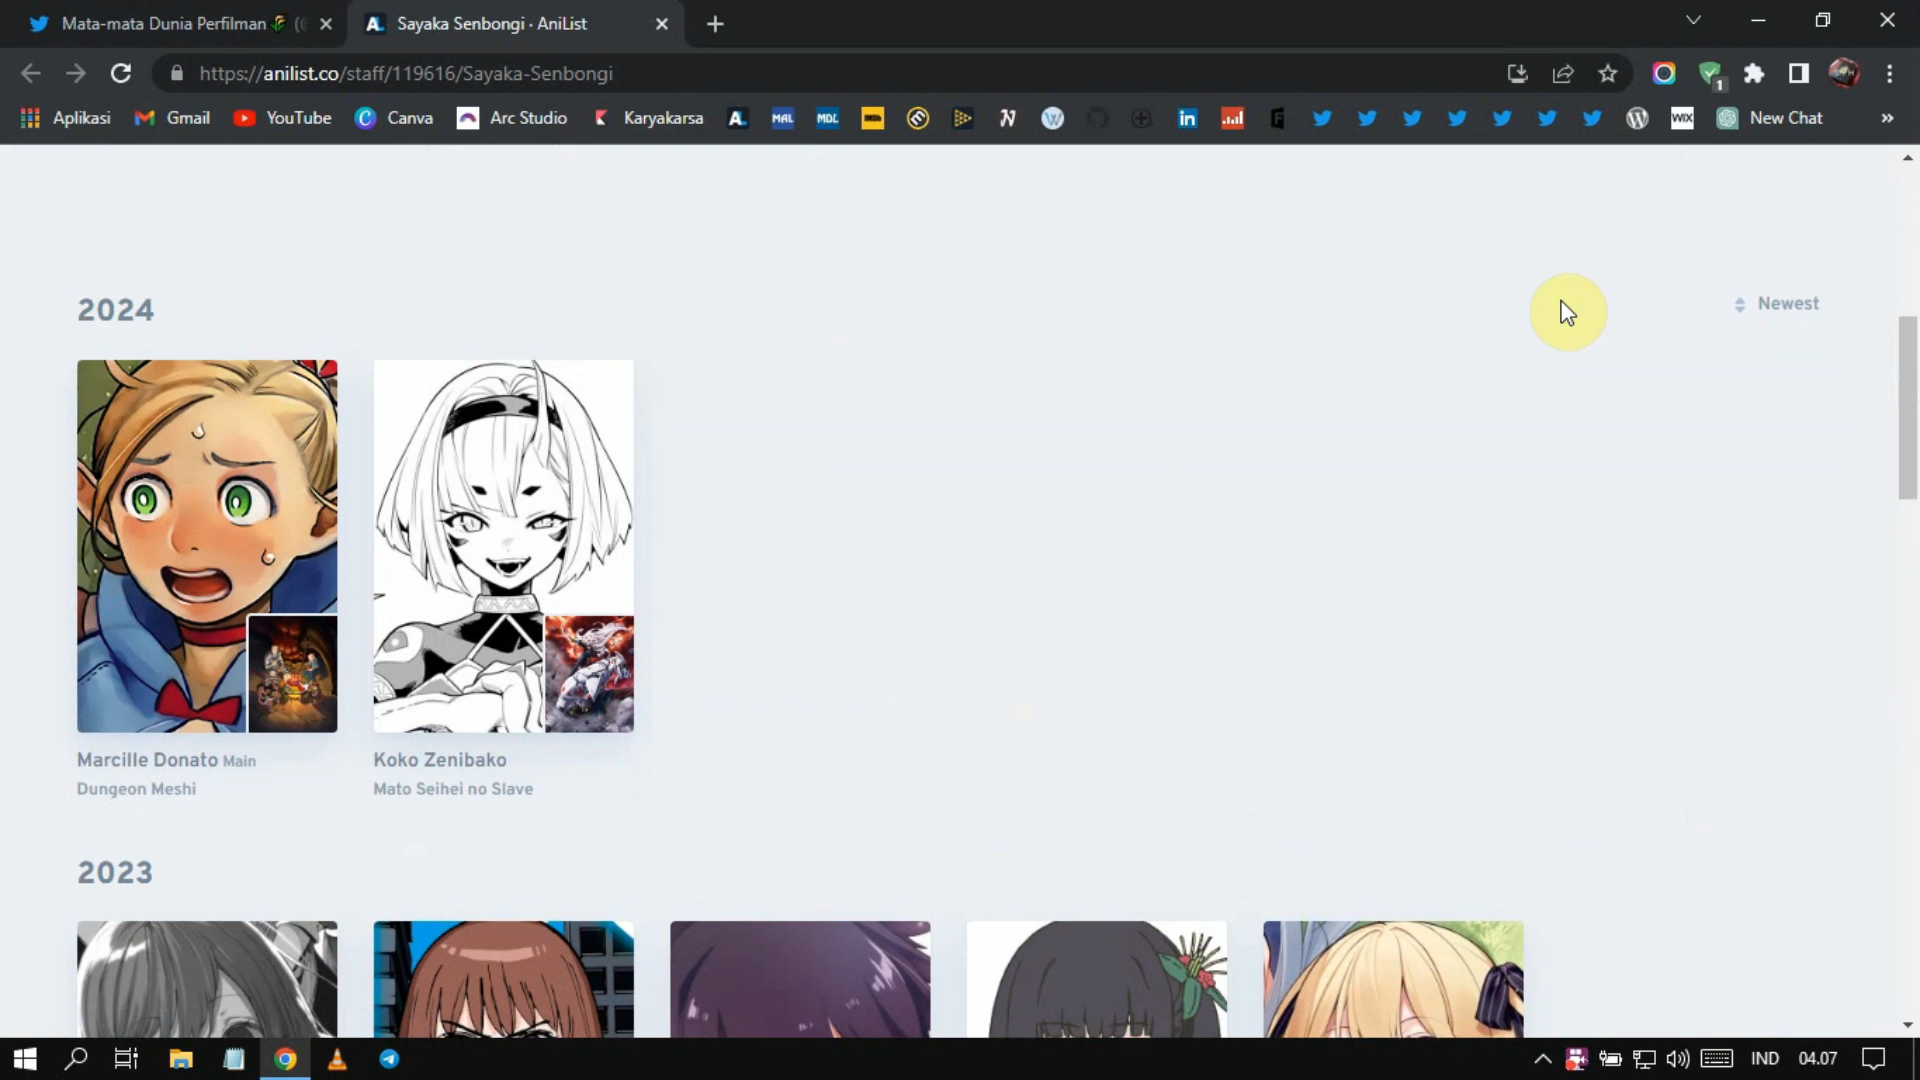 Mata-mata Dunia Perfilman
Sayaka Senbongi · AniList
https://anilist.co/staff/119616/Sayaka-Senbongi
1
Aplikasi
Gmail
YouTube
Canva
Arc Studio
Karyakarsa
MAL
MDL
WIX
New Chat
»
2024
Newest
Marcille Donato Main
Dungeon Meshi
Koko Zenibako
Mato Seihei no Slave
2023
IND
04.07